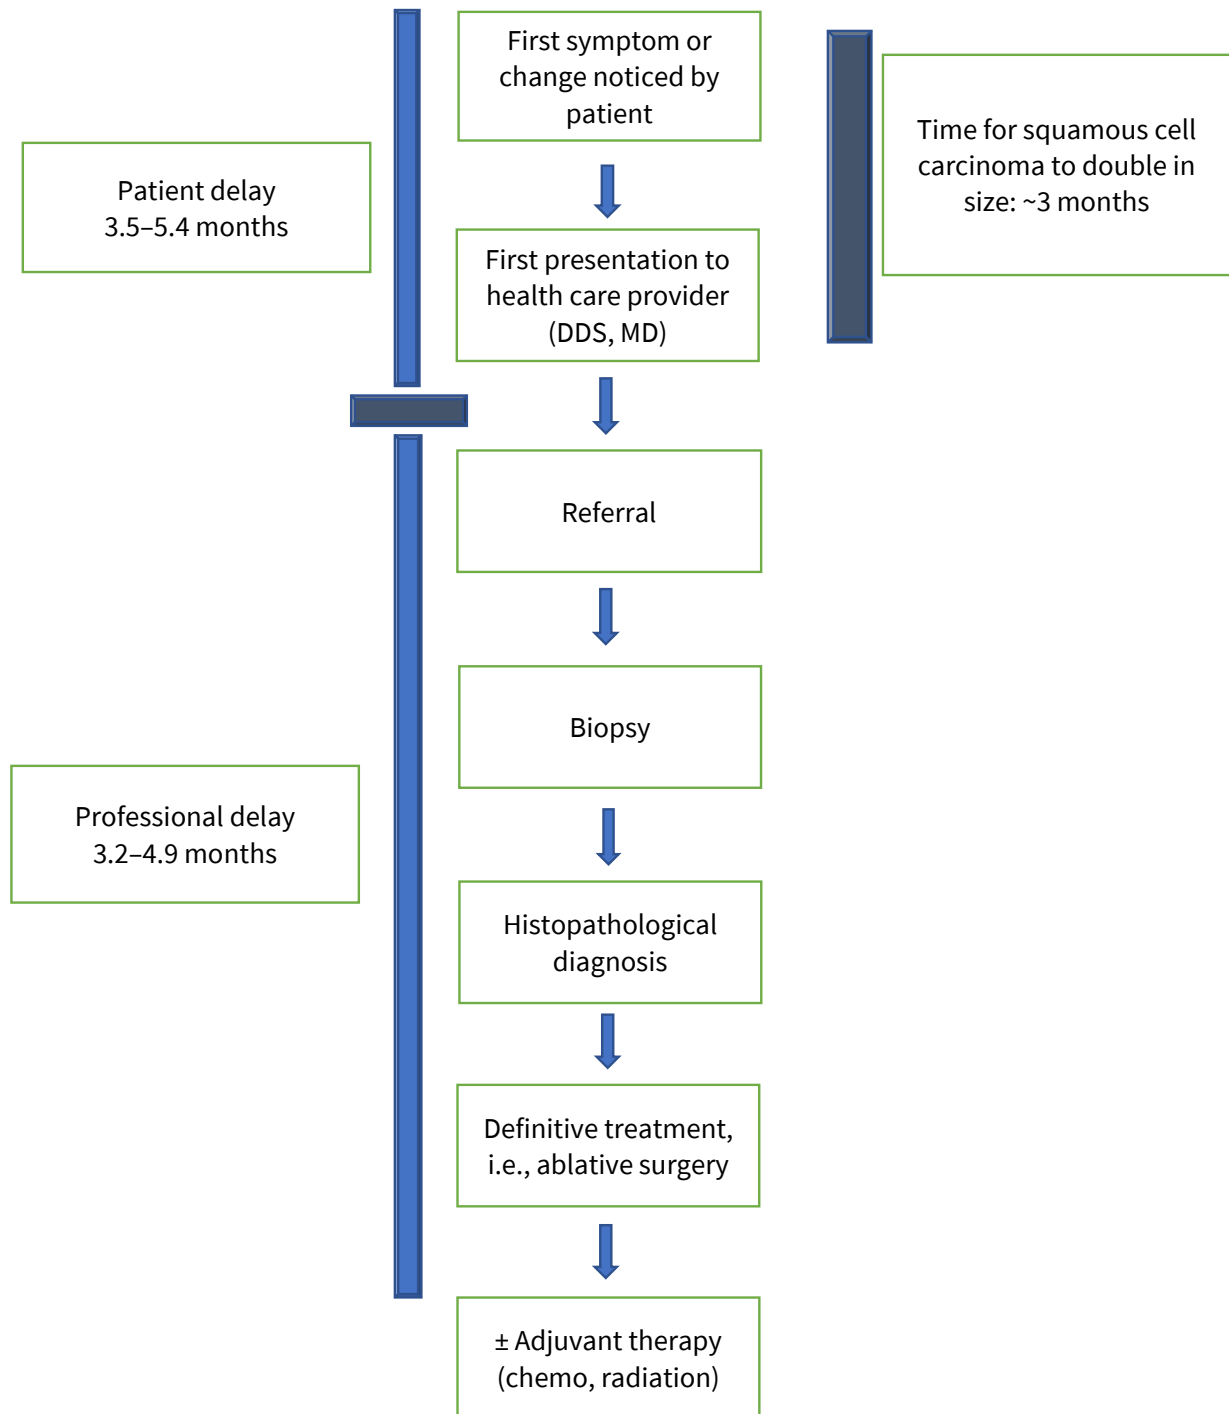 First symptom or
change noticed by
patient
Time for squamous cell
carcinoma to double in
size: ~3 months
Patient delay
3.5–5.4 months
First presentation to
health care provider
(DDS, MD)
Referral
Biopsy
Professional delay
3.2–4.9 months
Histopathological
diagnosis
Definitive treatment,
i.e., ablative surgery
± Adjuvant therapy
(chemo, radiation)